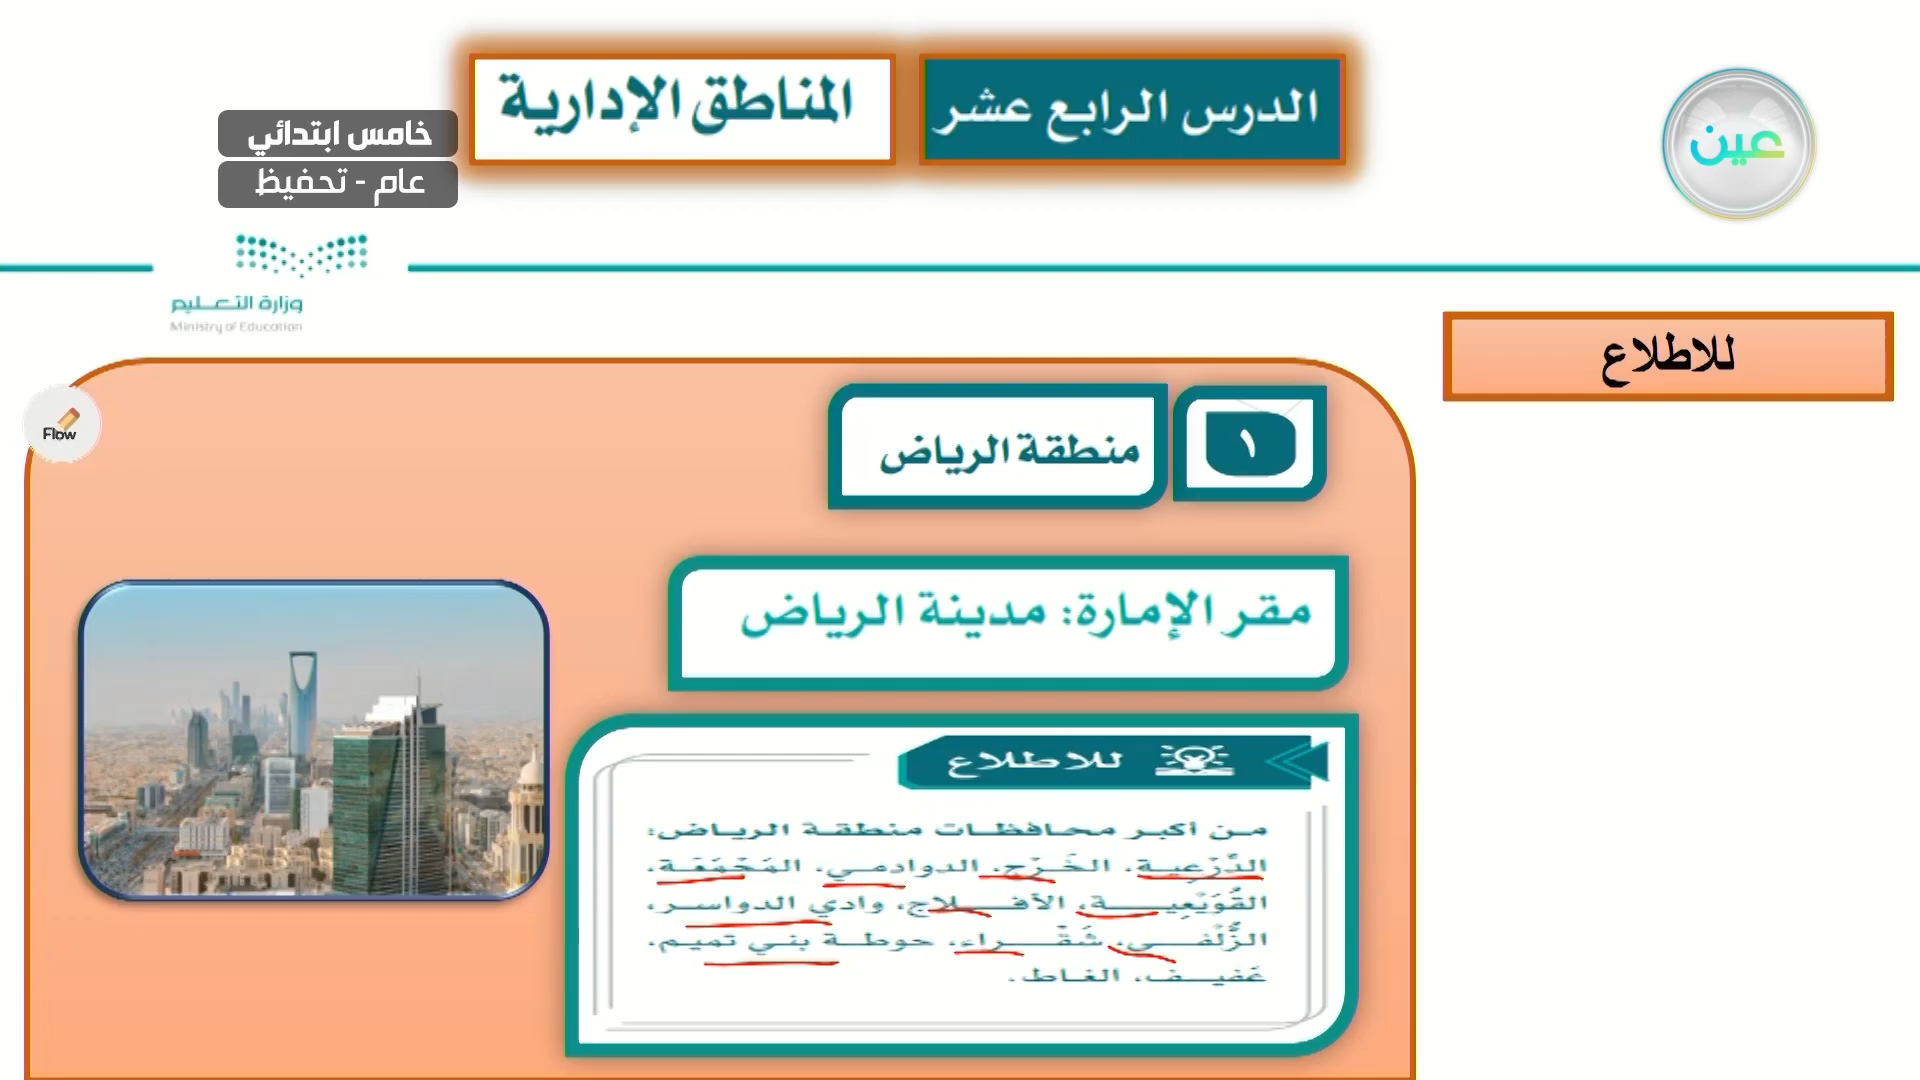 الدرس الرابع عشر
المناطق الإدارية
خامس ابتدائي
عام - تحفيظ
عين
وزارة التعليم
Ministry of Education
للاطلاع
Flow
١
منطقة الرياض
مقر الإمارة: مدينة الرياض
للاطلاع
من أكبر محافظات منطقة الرياض:
الدِّرْعِية، الخَرْج، الدوادمي، المَجْمَعَة،
القُوَيْعِية، الأفلاج، وادي الدواسر،
الزُّلْفي، شَقْراء، حوطة بني تميم،
عَفيف، الغاط.